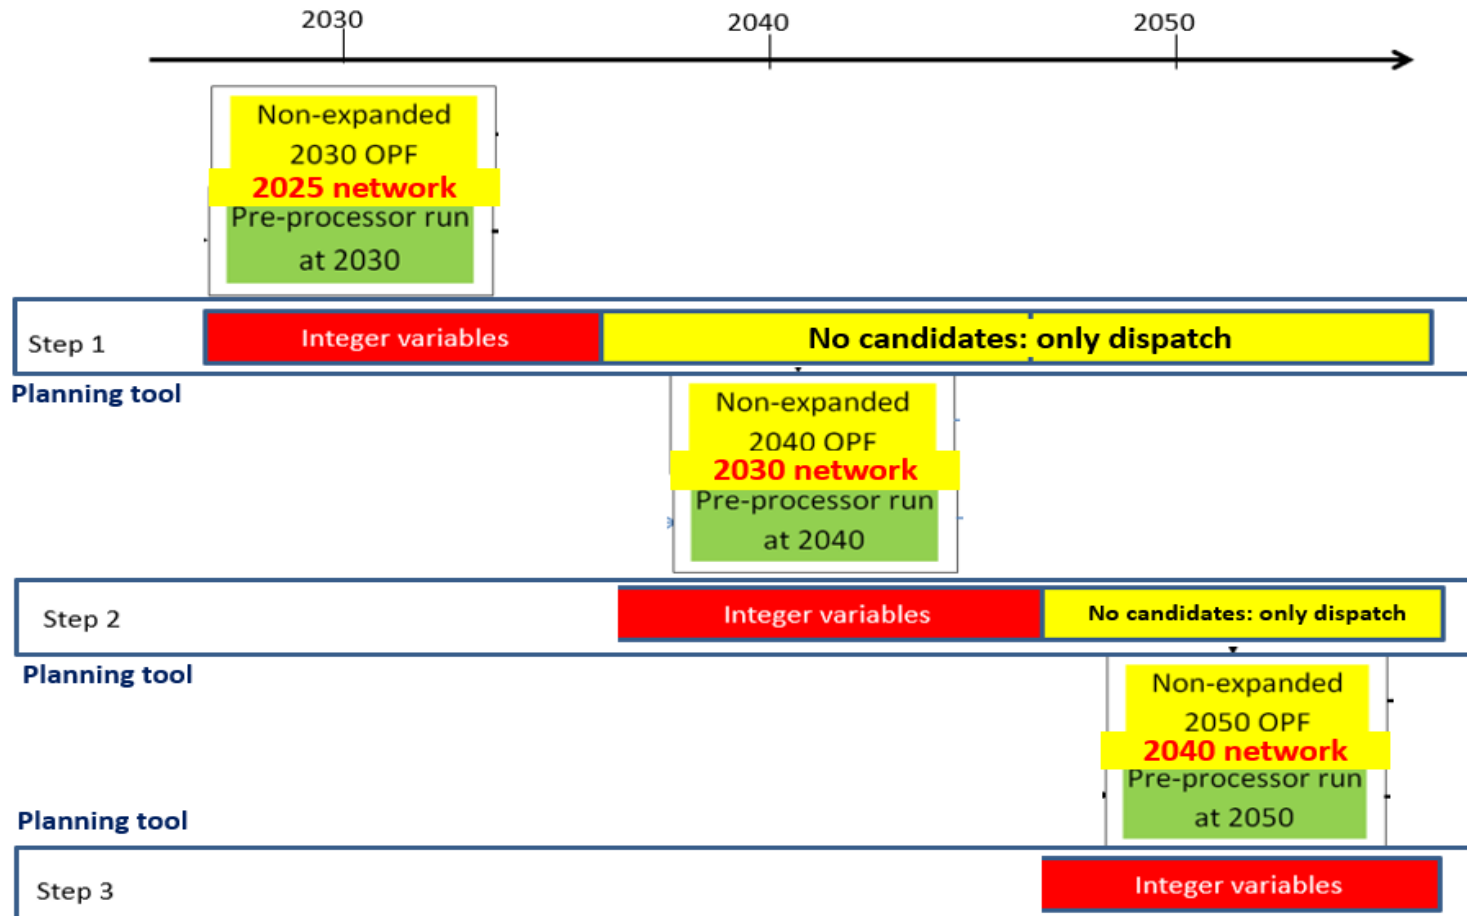 2030
2040
2050
Non-expanded
2030 OPF
2025 network
Pre-processor run
at 2030
Step 1
Integer variables
No candidates: only dispatch
Planning tool
Non-expanded
2040 OPF
2030 network
Pre-processor run
at 2040
Step 2
Integer variables
No candidates: only dispatch
Planning tool
Non-expanded
2050 OPF
2040 network
Pre-processor run
at 2050
Planning tool
Step 3
Integer variables